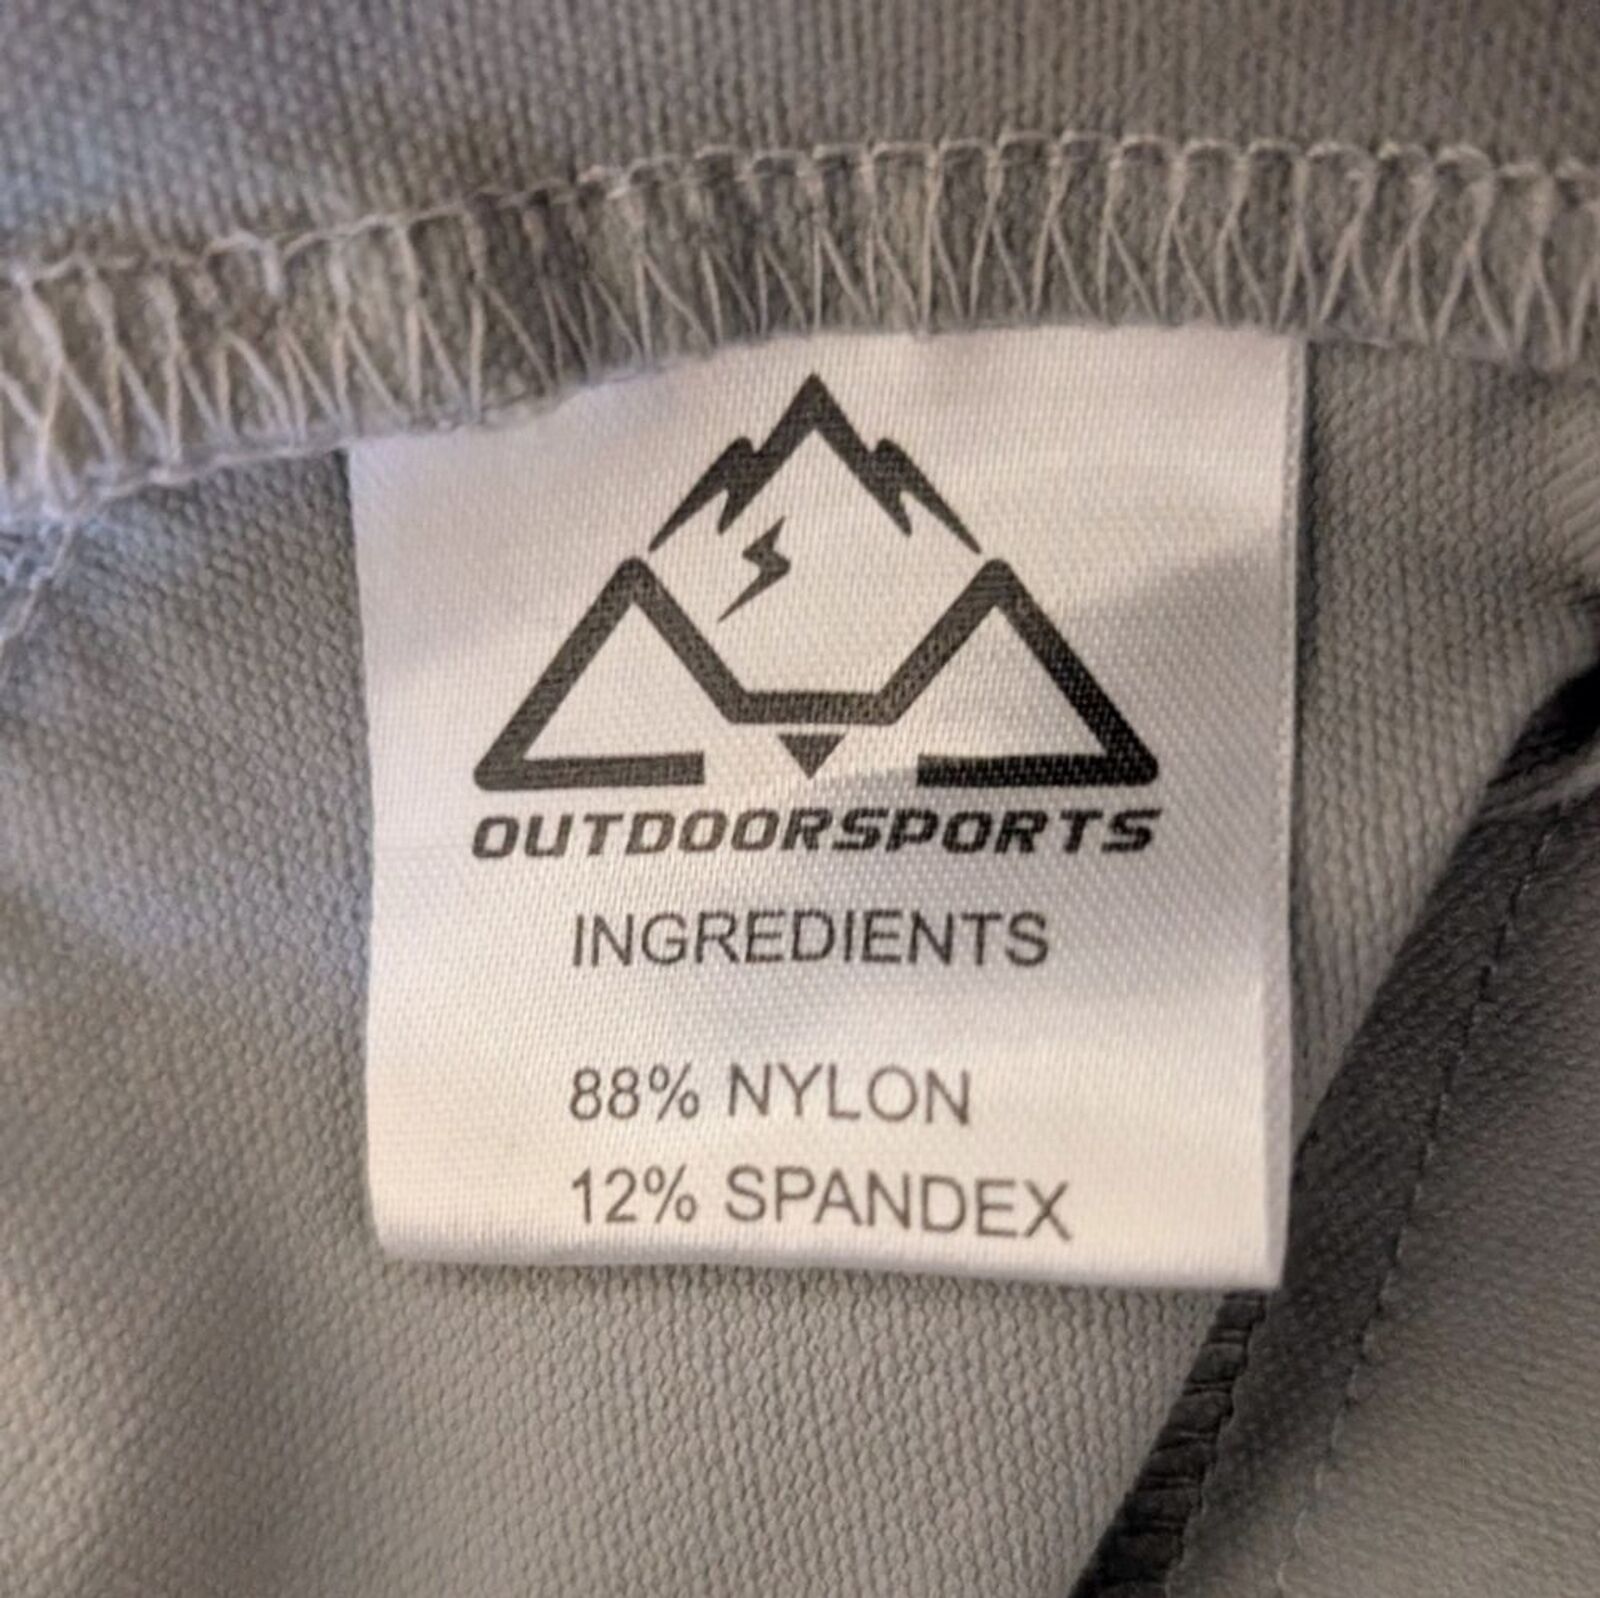 OUTDOORSPORTS
INGREDIENTS
88% NYLON
12% SPANDEX